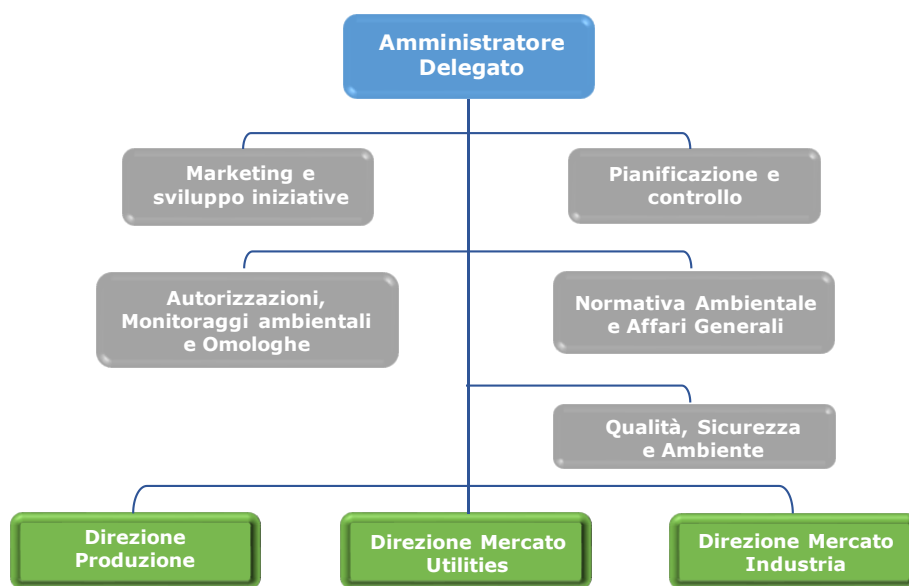 Amministratore
Delegato
Marketing e
sviluppo iniziative
Pianificazione e
controllo
Autorizzazioni,
Monitoraggi ambientali
e Omologhe
Normativa Ambientale
e Affari Generali
Qualità, Sicurezza
e Ambiente
Direzione
Produzione
Direzione Mercato
Utilities
Direzione Mercato
Industria